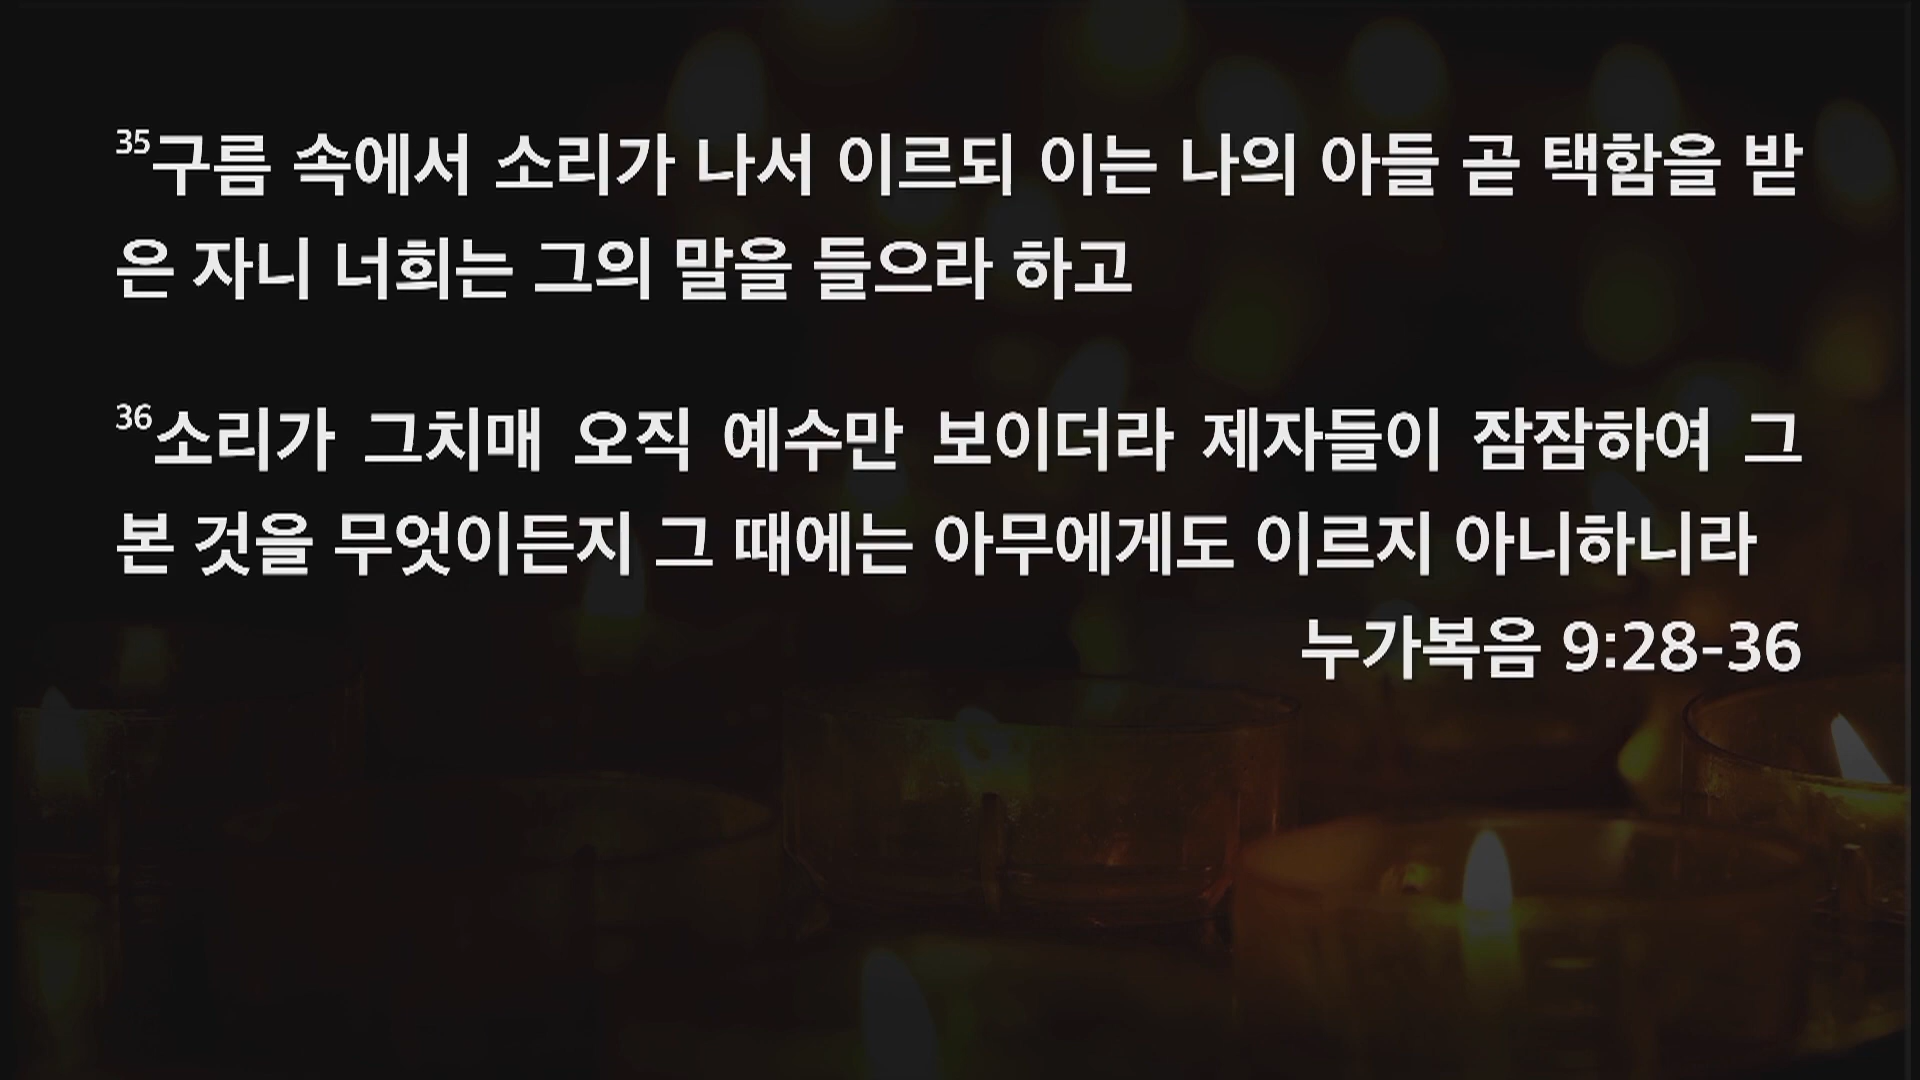 35구름 속에서 소리가 나서 이르되 이는 나의 아들 곧 택함을 받
은 자니 너희는 그의 말을 들으라 하고
36소리가 그치매 오직 예수만 보이더라 제자들이 잠잠하여 그
본 것을 무엇이든지 그 때에는 아무에게도 이르지 아니하니라
누가복음 9:28-36